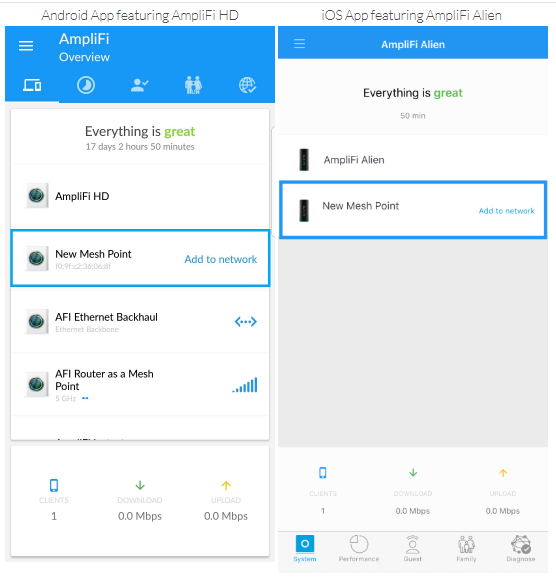 Android App featuring AmpliFi HD
AmpliFi
Overview
Everything is great
17 days 2 hours 50 minutes
AmpliFi HD
New Mesh Point
f0:9f:c2:36:06:8f
Add to network
AFI Ethernet Backhaul
Ethernet Backbone
AFI Router as a Mesh
Point
5 GHz
CLIENTS
DOWNLOAD
UPLOAD
1
0.0 Mbps
0.0 Mbps
iOS App featuring AmpliFi Alien
AmpliFi Alien
Everything is great
50 min
AmpliFi Alien
New Mesh Point
Add to network
CLIENTS
DOWNLOAD
UPLOAD
1
0.0 Mbps
0.0 Mbps
System
Performance
Guest
Family
Diagnose